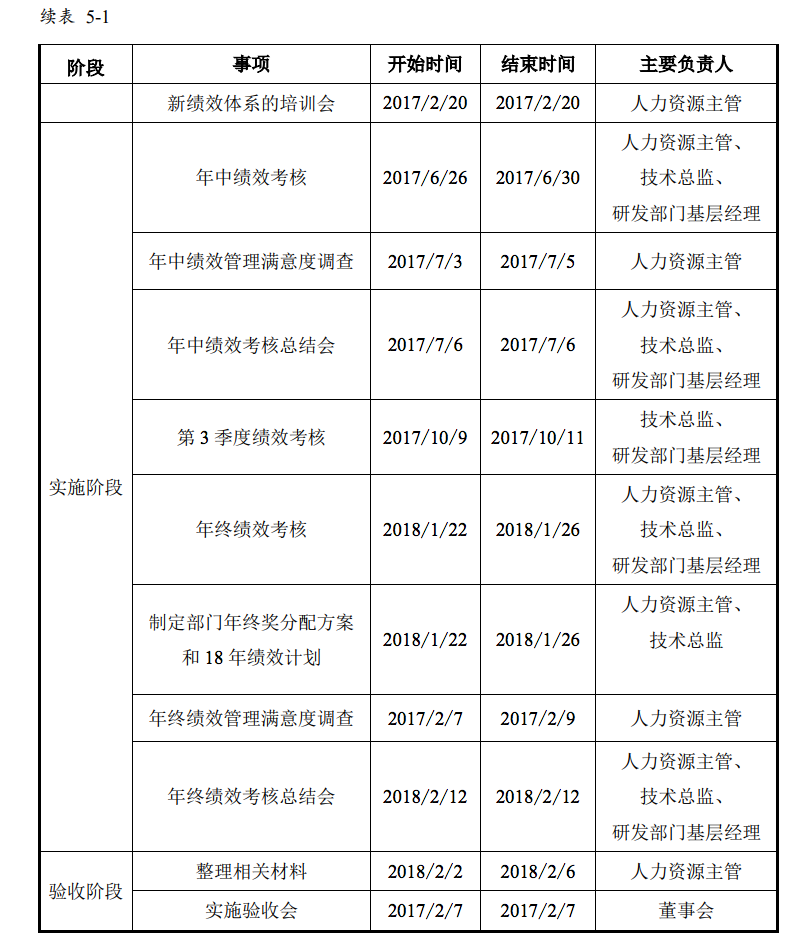 续表 5-1
阶段 事项 开始时间 结束时间 主要负责人
新绩效体系的培训会 2017/2/20 2017/2/20 人力资源主管
实施阶段
年中绩效考核 2017/6/26 2017/6/30 人力资源主管、
技术总监、
研发部门基层经理
年中绩效管理满意度调查 2017/7/3 2017/7/5 人力资源主管
年中绩效考核总结会 2017/7/6 2017/7/6 人力资源主管、
技术总监、
研发部门基层经理
第 3 季度绩效考核 2017/10/9 2017/10/11 技术总监、
研发部门基层经理
年终绩效考核 2018/1/22 2018/1/26 人力资源主管、
技术总监、
研发部门基层经理
制定部门年终奖分配方案
和 18 年绩效计划 2018/1/22 2018/1/26 人力资源主管、
技术总监
年终绩效管理满意度调查 2017/2/7 2017/2/9 人力资源主管
年终绩效考核总结会 2018/2/12 2018/2/12 人力资源主管、
技术总监、
研发部门基层经理
验收阶段
整理相关材料 2018/2/2 2018/2/6 人力资源主管
实施验收会 2017/2/7 2017/2/7 董事会